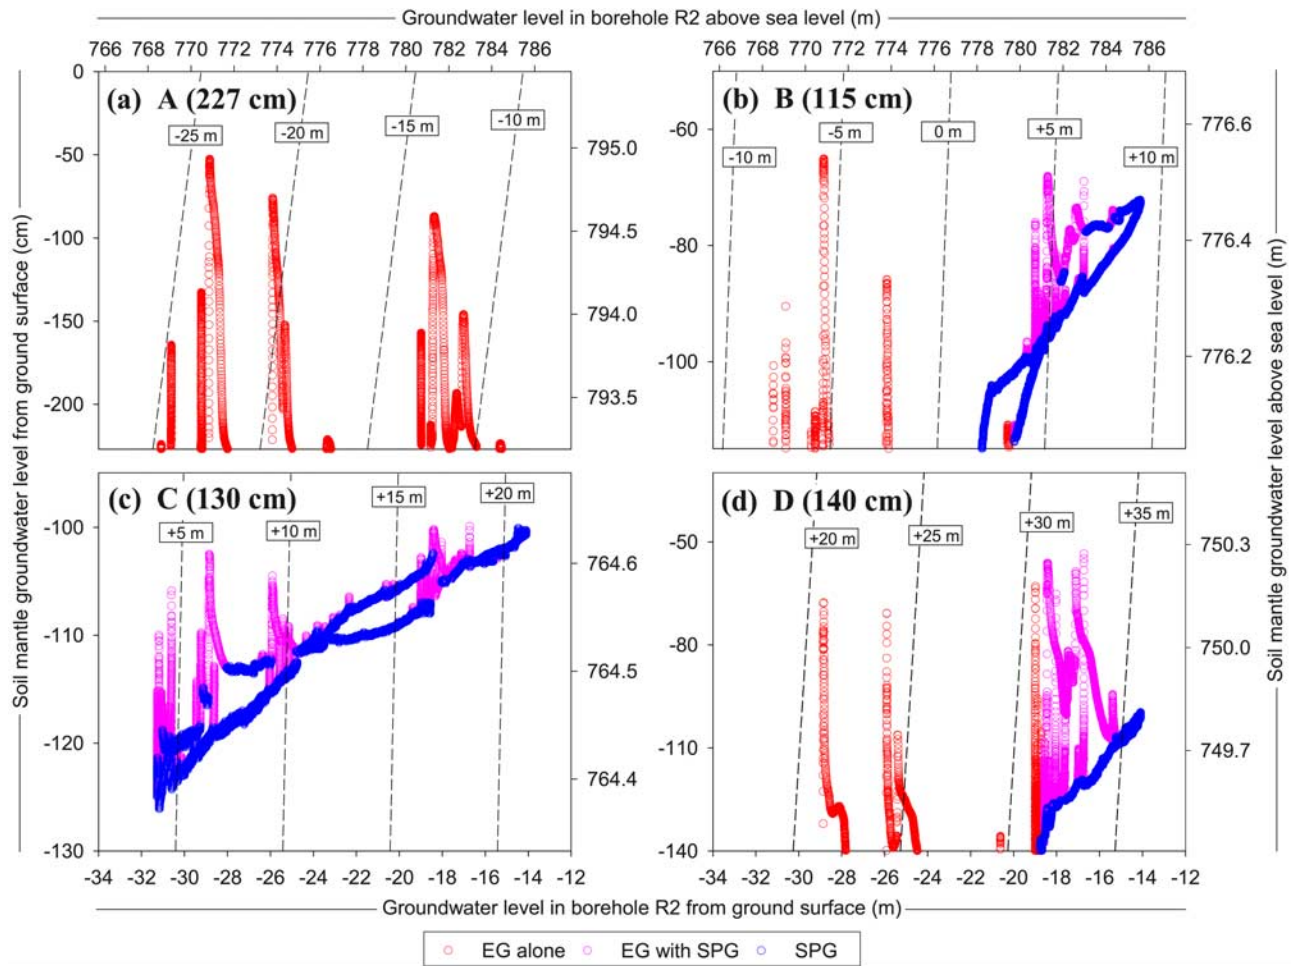 Groundwater level in borehole R2 above sea level (m)
766 768 770 772 774 776 778 780 782 784 786
766 768 770 772 774 776 778 780 782 784 786
Soil mantle groundwater level from ground surface (cm)
(a) A (227 cm)
0
-50
-100
-150
-200
-25 m
-20 m
-15 m
-10 m
795.0
794.5
794.0
793.5
(b) B (115 cm)
-60
-80
-100
-10 m
-5 m
0 m
+5 m
+10 m
776.6
776.4
776.2
(c) C (130 cm)
-100
-110
-120
-130
+5 m
+10 m
+15 m
+20 m
764.6
764.5
764.4
(d) D (140 cm)
-50
-80
-110
-140
+20 m
+25 m
+30 m
+35 m
750.3
750.0
749.7
Soil mantle groundwater level above sea level (m)
-34 -32 -30 -28 -26 -24 -22 -20 -18 -16 -14 -12
-34 -32 -30 -28 -26 -24 -22 -20 -18 -16 -14 -12
Groundwater level in borehole R2 from ground surface (m)
EG alone EG with SPG SPG